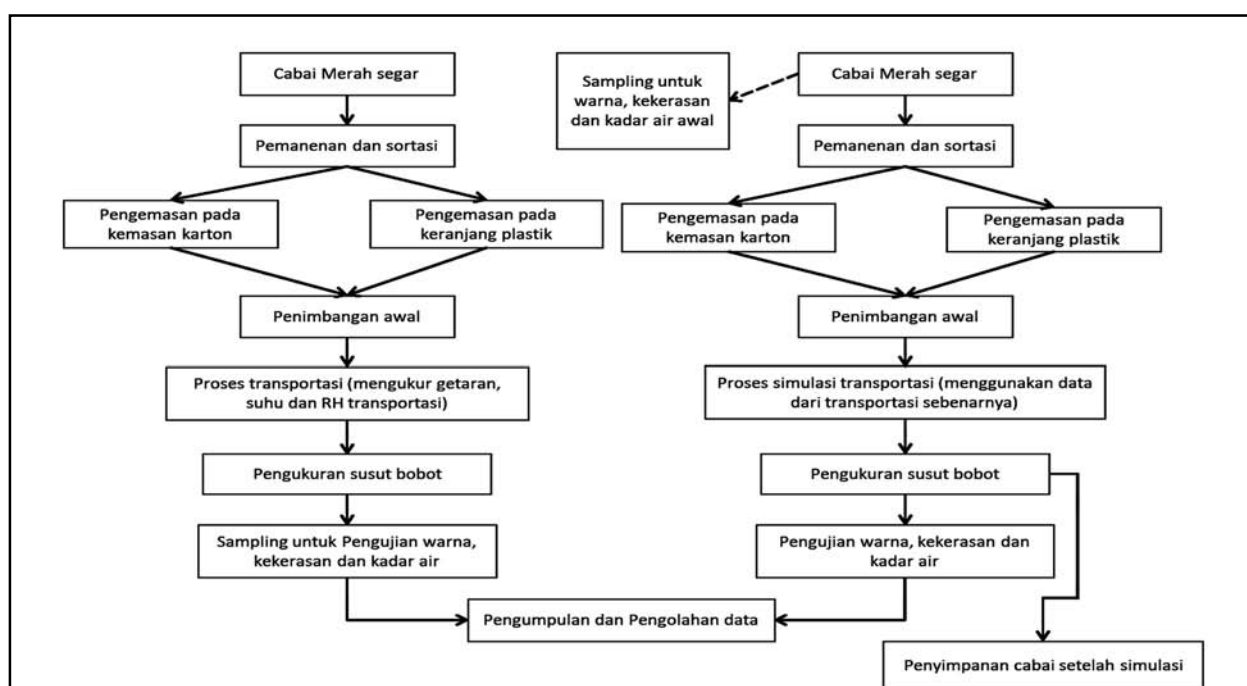 Cabai Merah segar
Pemanenan dan sortasi
Pengemasan pada
kemasan karton
Pengemasan pada
keranjang plastik
Penimbangan awal
Proses transportasi (mengukur getaran,
suhu dan RH transportasi)
Pengukuran susut bobot
Sampling untuk Pengujian warna,
kekerasan dan kadar air
Sampling untuk
warna, kekerasan
dan kadar air awal
Cabai Merah segar
Pemanenan dan sortasi
Pengemasan pada
kemasan karton
Pengemasan pada
keranjang plastik
Penimbangan awal
Proses simulasi transportasi (menggunakan data
dari transportasi sebenarnya)
Pengukuran susut bobot
Pengujian warna, kekerasan dan
kadar air
Pengumpulan dan Pengolahan data
Penyimpanan cabai setelah simulasi